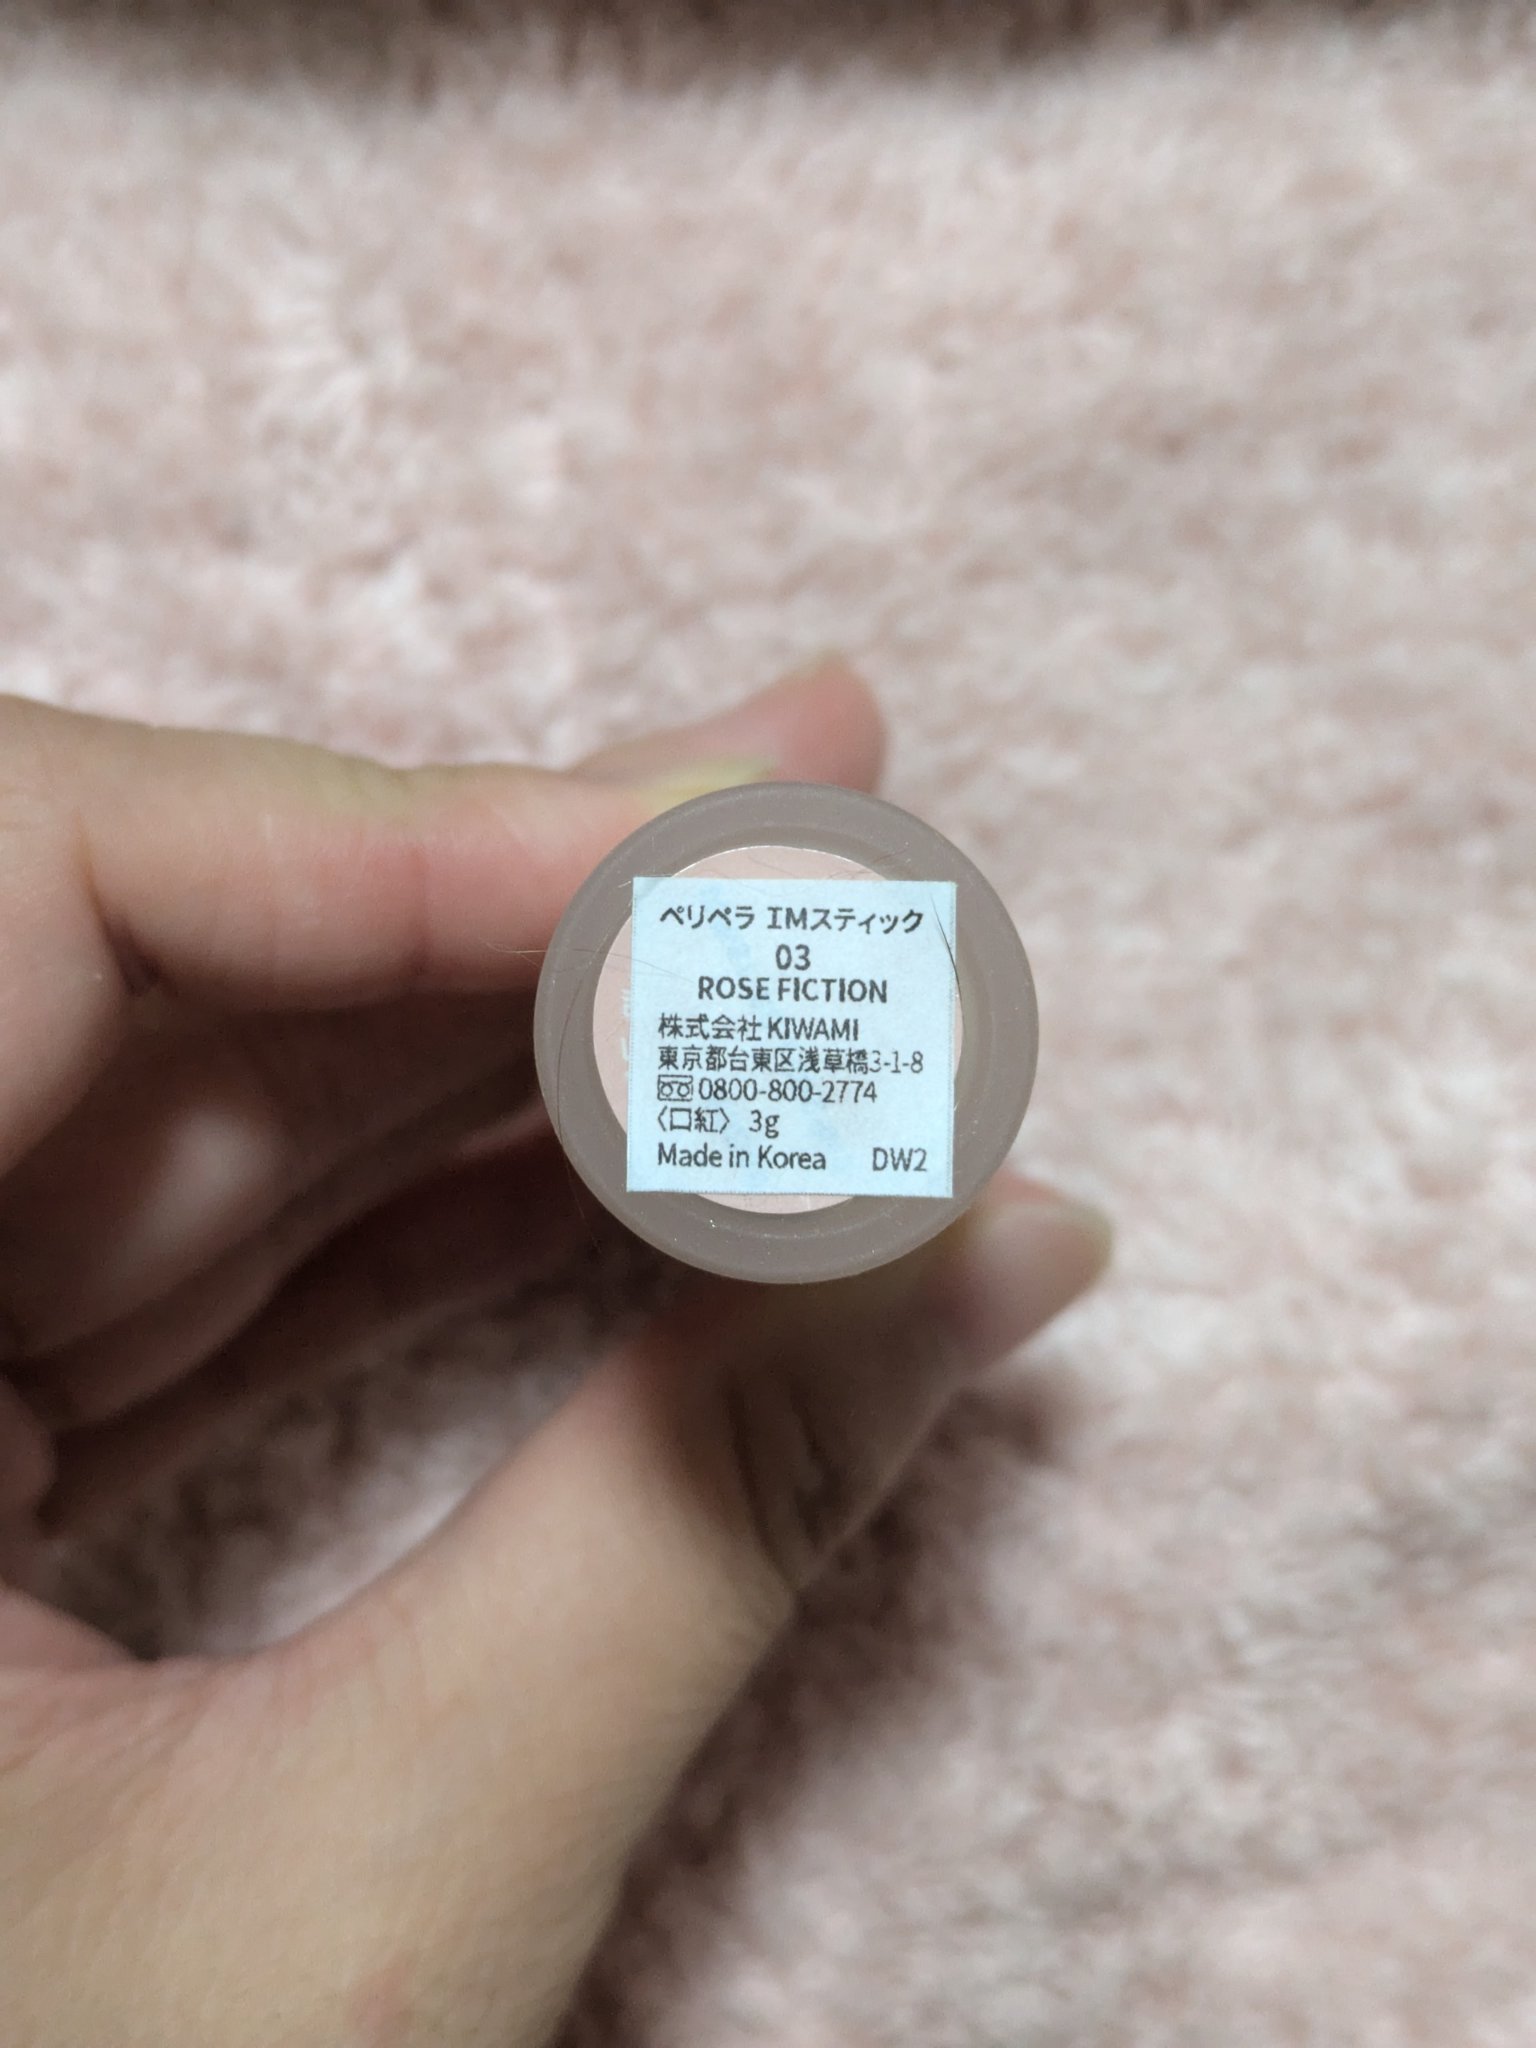 ペリペラ IMスティック
03
ROSE FICTION
株式会社 KIWAMI
東京都台東区浅草橋3-1-8
0800-800-2774
〈口紅〉 3g
Made in Korea DW2